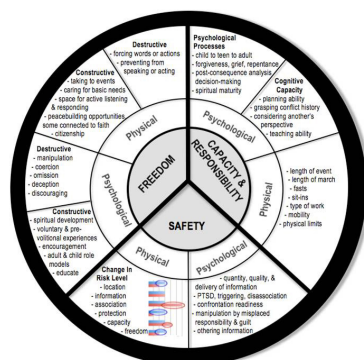 Destructive
- forcing words or actions
- preventing from
speaking or acting
Constructive
- taking to events
- caring for basic needs
- space for active listening
& responding
- peacebuilding opportunities
some connected to faith
- citizenship
Physical
Destructive
- manipulation
- coercion
- omission
- deception
- discouraging
Constructive
- spiritual development
- voluntary & pre-
volitional experiences
- encouragement
- adult & child role
models
- educate
Psychological
FREEDOM
Psychological
Processes
- child to teen to adult
- forgiveness, grief, repentance
- post-consequence analysis
- decision-making
- spiritual maturity
Cognitive
Capacity
- planning ability
- grasping conflict history
- considering another's
perspective
- teaching ability
Psychological
Physical
- length of event
- length of march
- fasts
- sit-ins
- type of work
- mobility
- physical limits
CAPACITY &
RESPONSIBILITY
SAFETY
Physical
Change In
Risk Level
- location
- information
- association
- protection
- capacity
- freedom
Psychological
- quantity, quality, &
delivery of information
- PTSD, triggering, disassociation
- confrontation readiness
- manipulation by misplaced
responsibility & guilt
- othering information